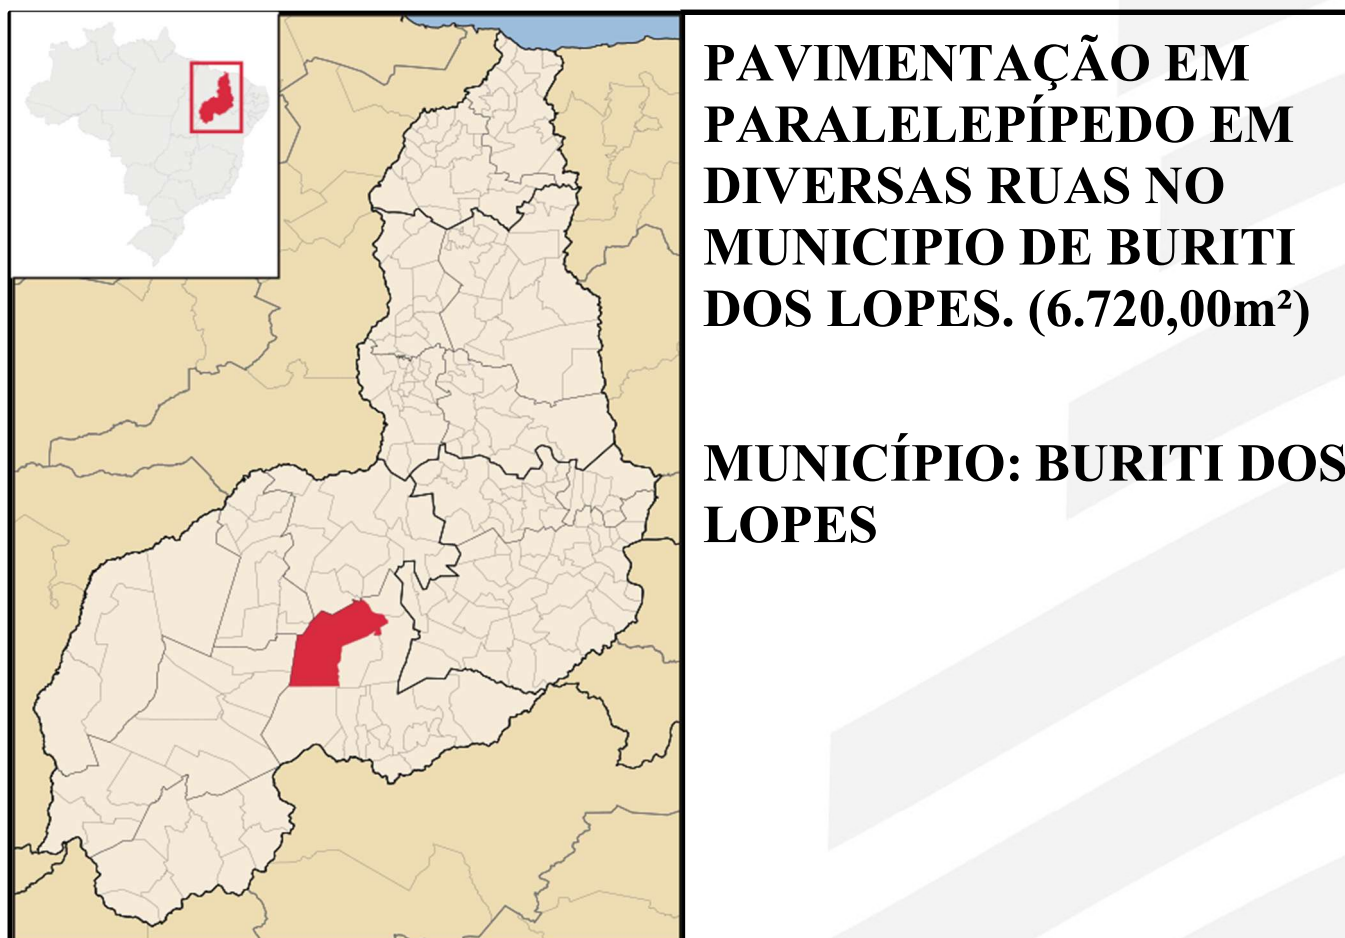 PAVIMENTAÇÃO EM
PARALELEPÍPEDO EM
DIVERSAS RUAS NO
MUNICIPIO DE BURITI
DOS LOPES. (6.720,00m²)
MUNICÍPIO: BURITI DOS
LOPES